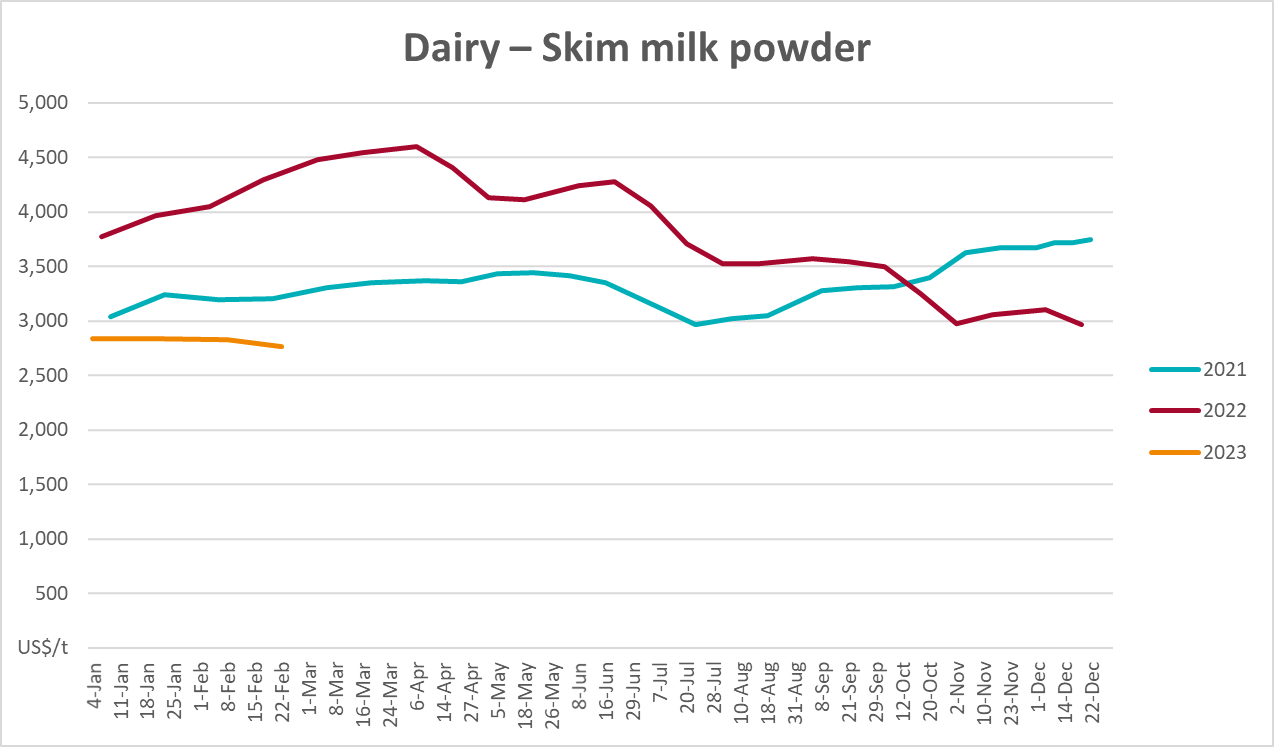 Dairy – Skim milk powder
5,000
4,500
4,000
3,500
3,000
2,500
2,000
1,500
1,000
500
US$/t
4-Jan
11-Jan
18-Jan
25-Jan
1-Feb
8-Feb
15-Feb
22-Feb
1-Mar
8-Mar
16-Mar
24-Mar
6-Apr
14-Apr
27-Apr
5-May
18-May
26-May
8-Jun
16-Jun
29-Jun
7-Jul
20-Jul
28-Jul
10-Aug
18-Aug
31-Aug
8-Sep
21-Sep
29-Sep
12-Oct
20-Oct
2-Nov
10-Nov
23-Nov
1-Dec
14-Dec
22-Dec
2021
2022
2023